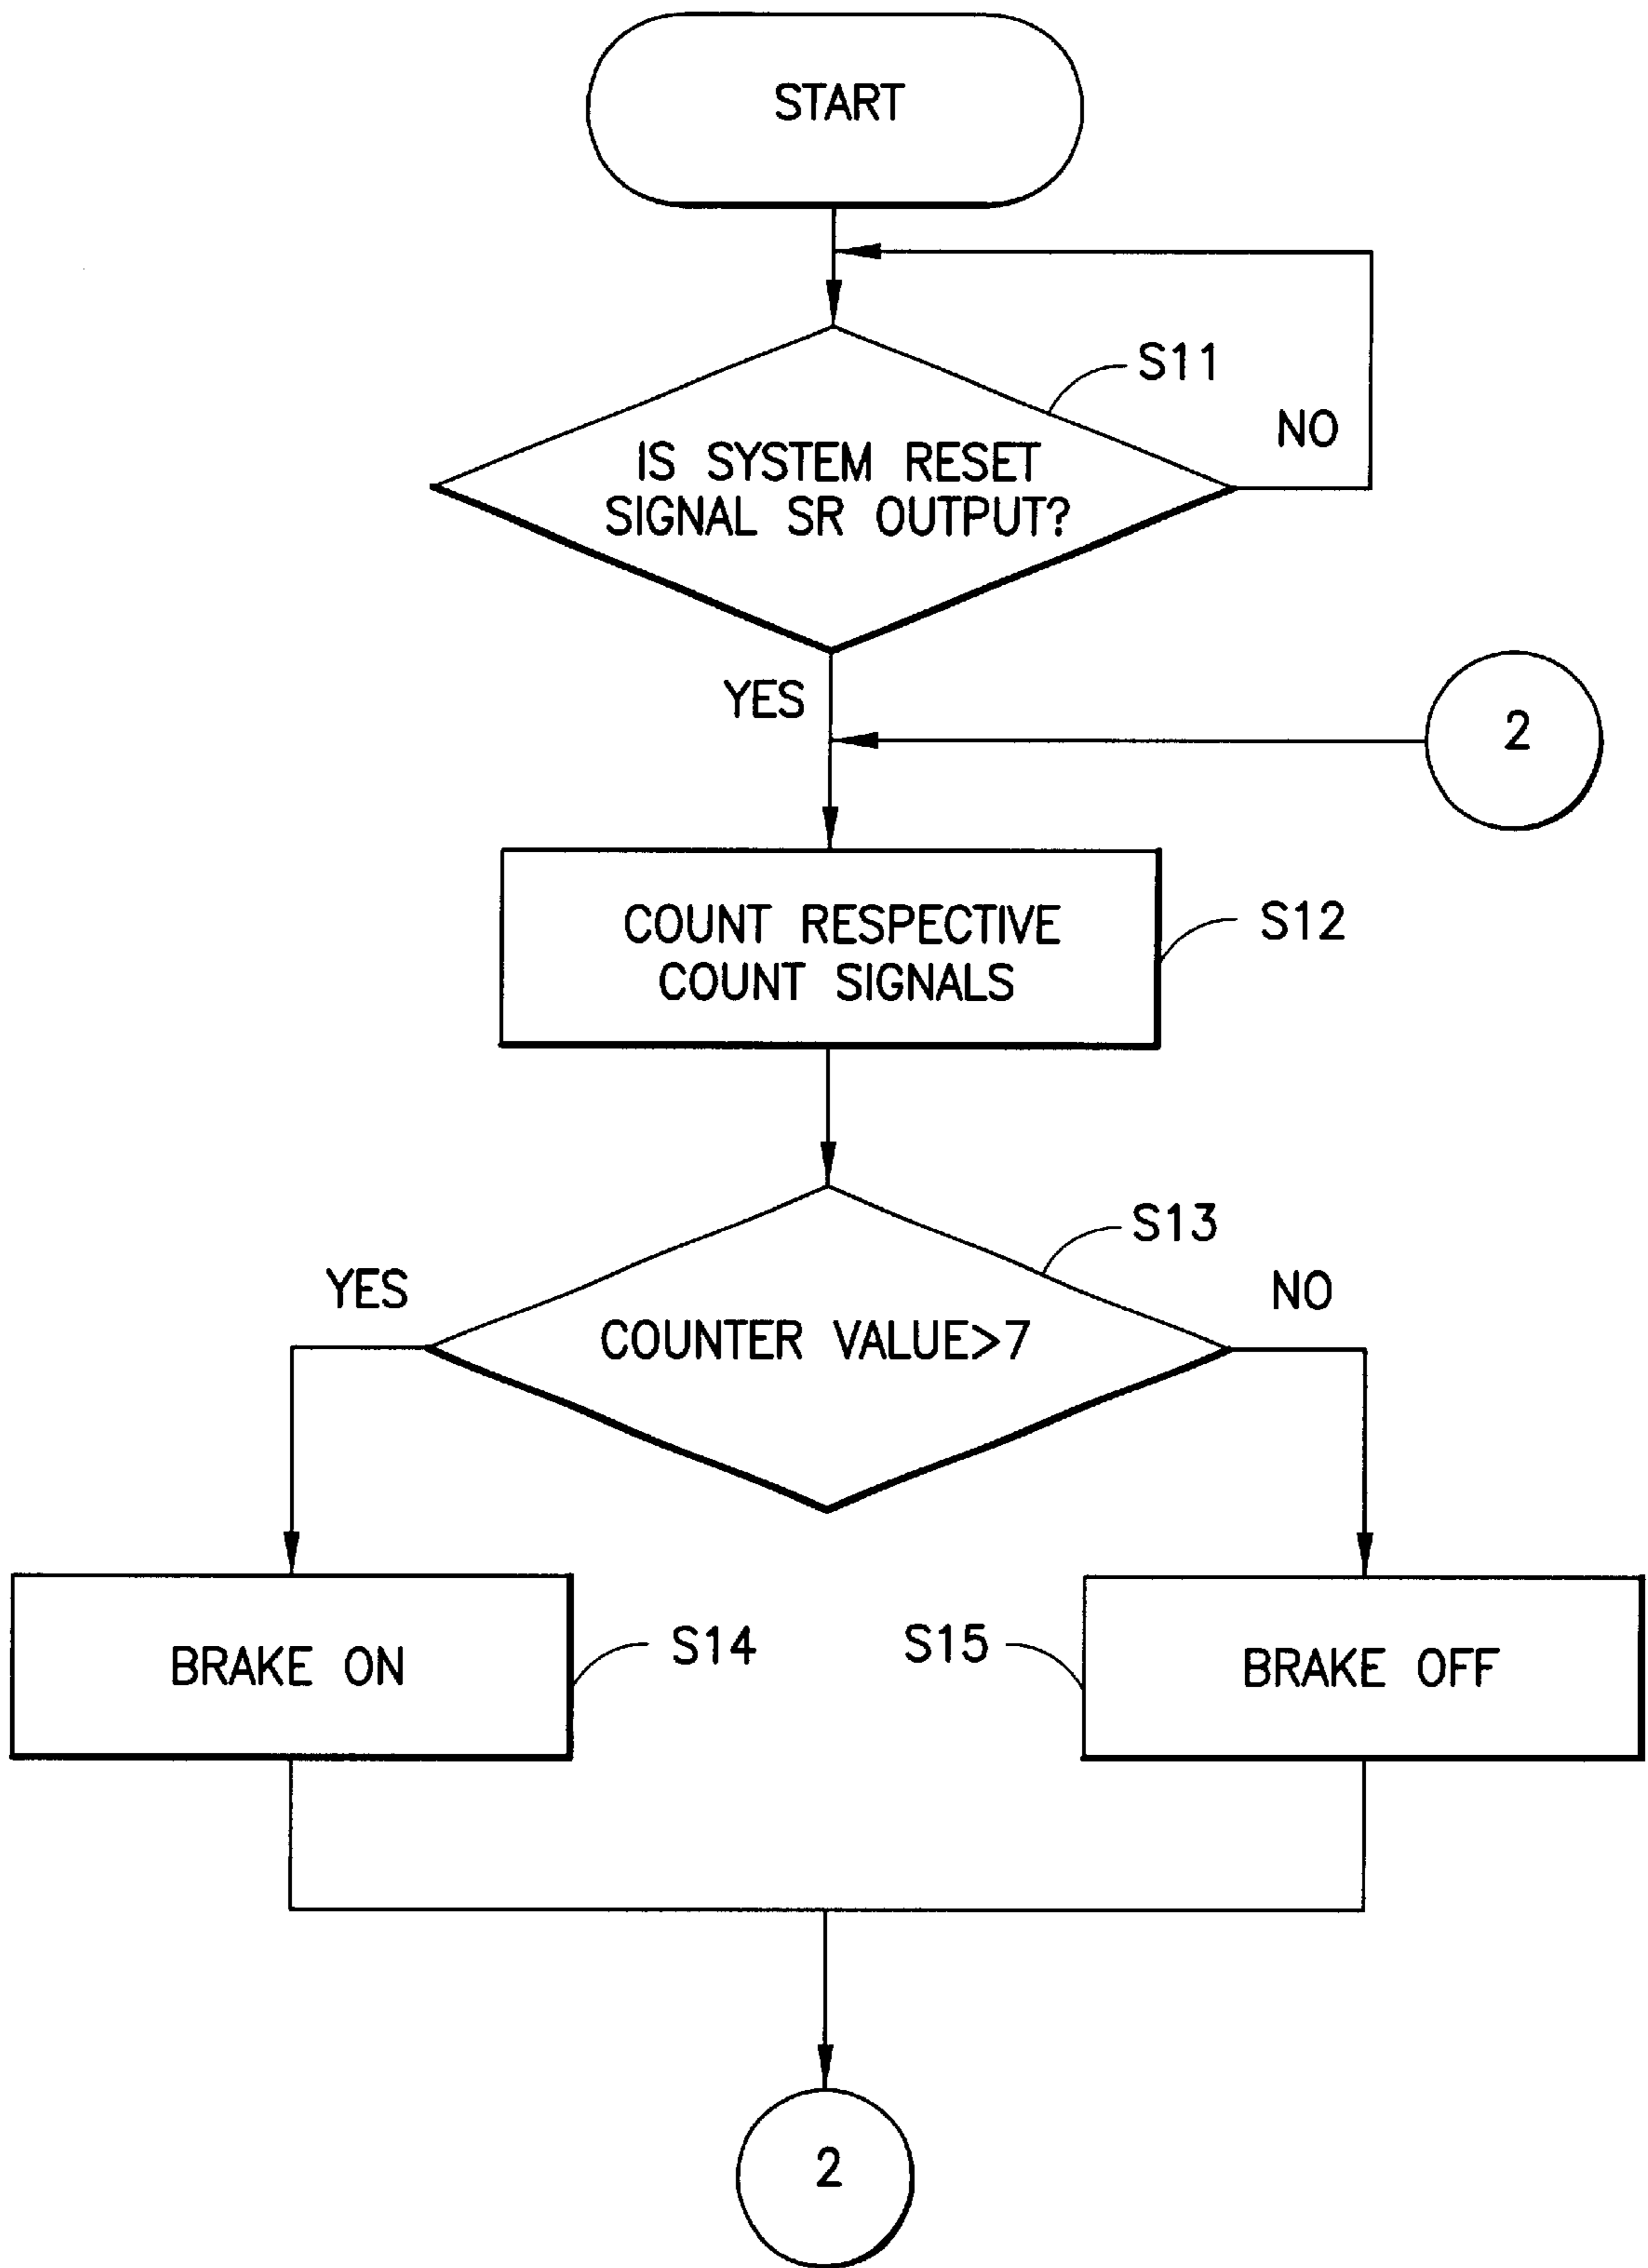 START
S11
NO
IS SYSTEM RESET
SIGNAL SR OUTPUT?
YES
2
COUNT RESPECTIVE
COUNT SIGNALS
S12
S13
YES
NO
COUNTER VALUE>7
BRAKE ON
S14
S15
BRAKE OFF
2